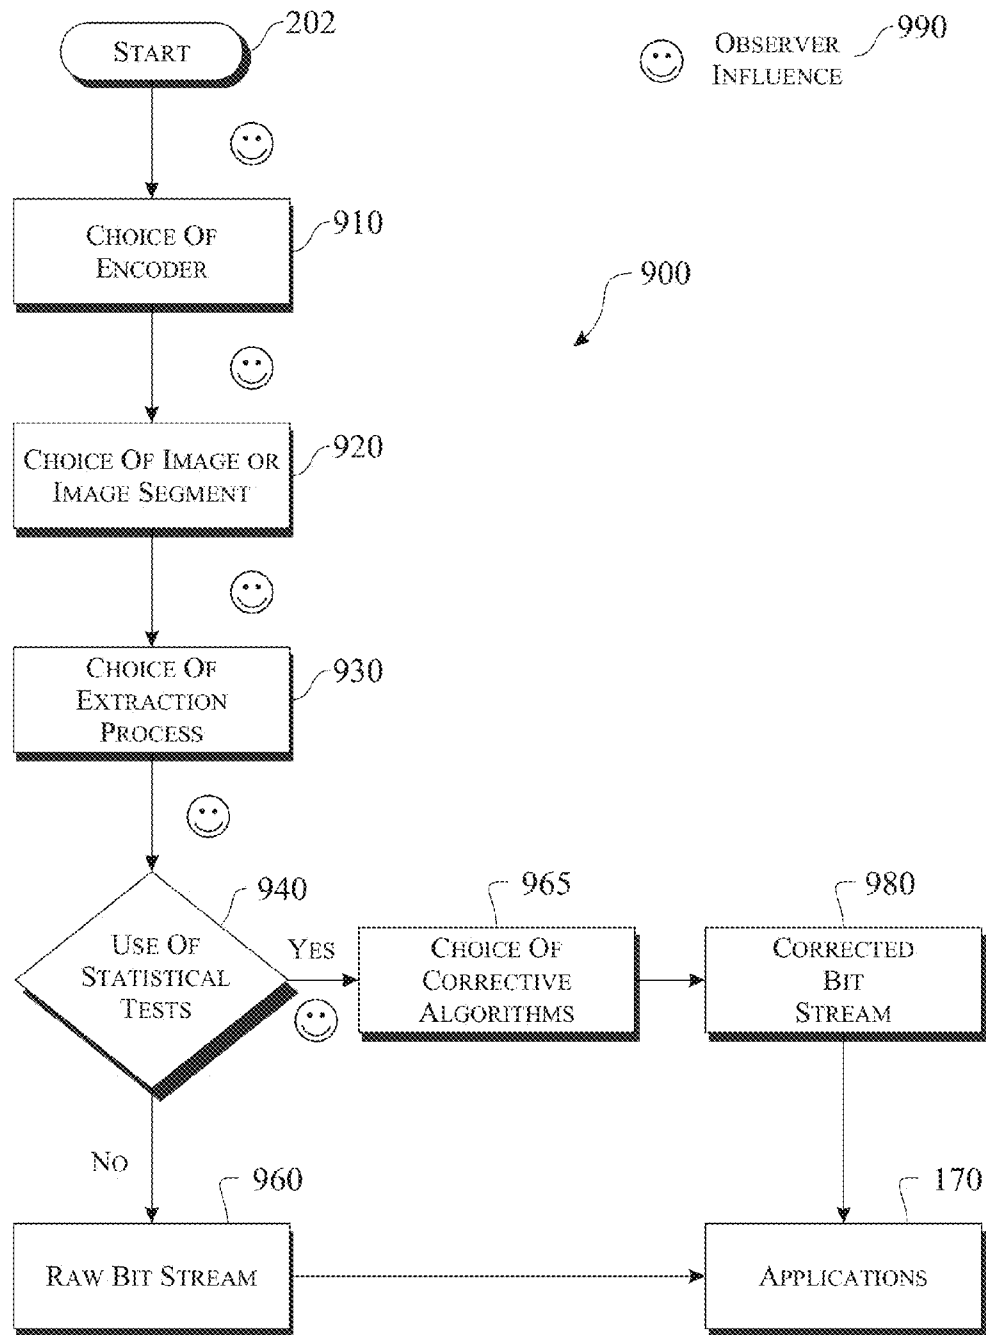 START
202
OBSERVER
INFLUENCE
990
CHOICE OF
ENCODER
910
900
CHOICE OF IMAGE OR
IMAGE SEGMENT
920
CHOICE OF
EXTRACTION
PROCESS
930
USE OF
STATISTICAL
TESTS
940
YES
CHOICE OF
CORRECTIVE
ALGORITHMS
965
CORRECTED
BIT
STREAM
980
NO
RAW BIT STREAM
960
APPLICATIONS
170